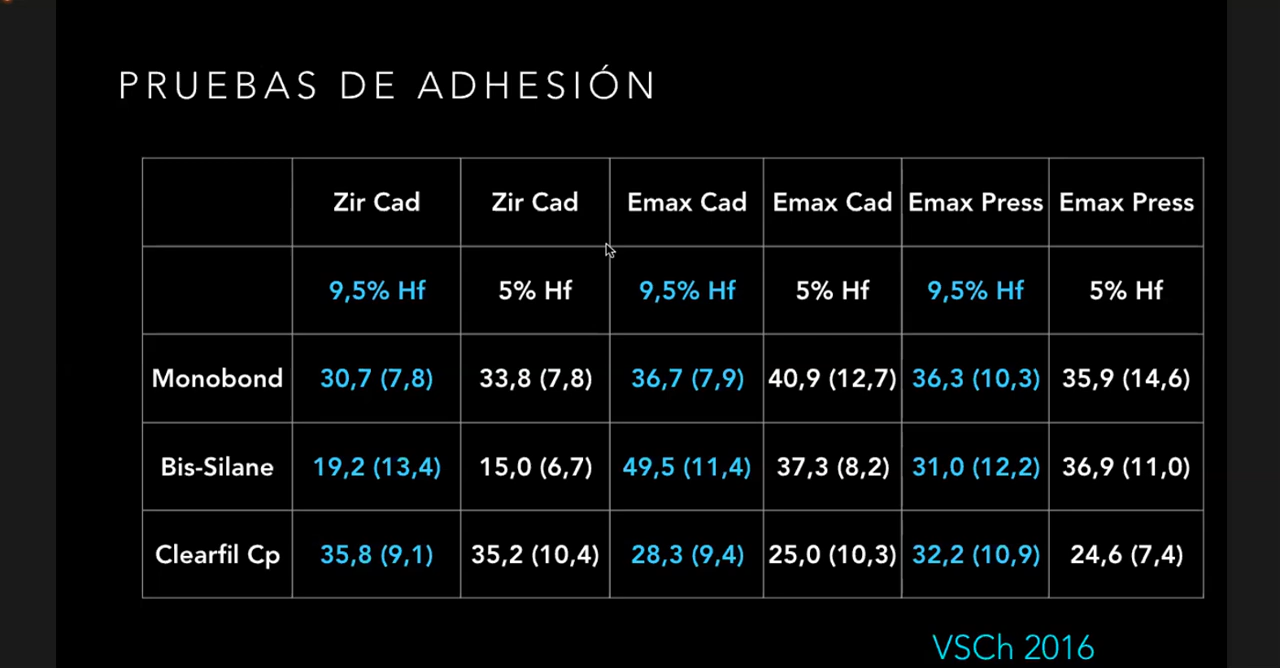 PRUEBAS DE ADHESIÓN
Zir Cad Zir Cad Emax Cad Emax Cad Emax Press Emax Press
9,5% Hf 5% Hf 9,5% Hf 5% Hf 9,5% Hf 5% Hf
Monobond 30,7 (7,8) 33,8 (7,8) 36,7 (7,9) 40,9 (12,7) 36,3 (10,3) 35,9 (14,6)
Bis-Silane 19,2 (13,4) 15,0 (6,7) 49,5 (11,4) 37,3 (8,2) 31,0 (12,2) 36,9 (11,0)
Clearfil Cp 35,8 (9,1) 35,2 (10,4) 28,3 (9,4) 25,0 (10,3) 32,2 (10,9) 24,6 (7,4)
VSCh 2016